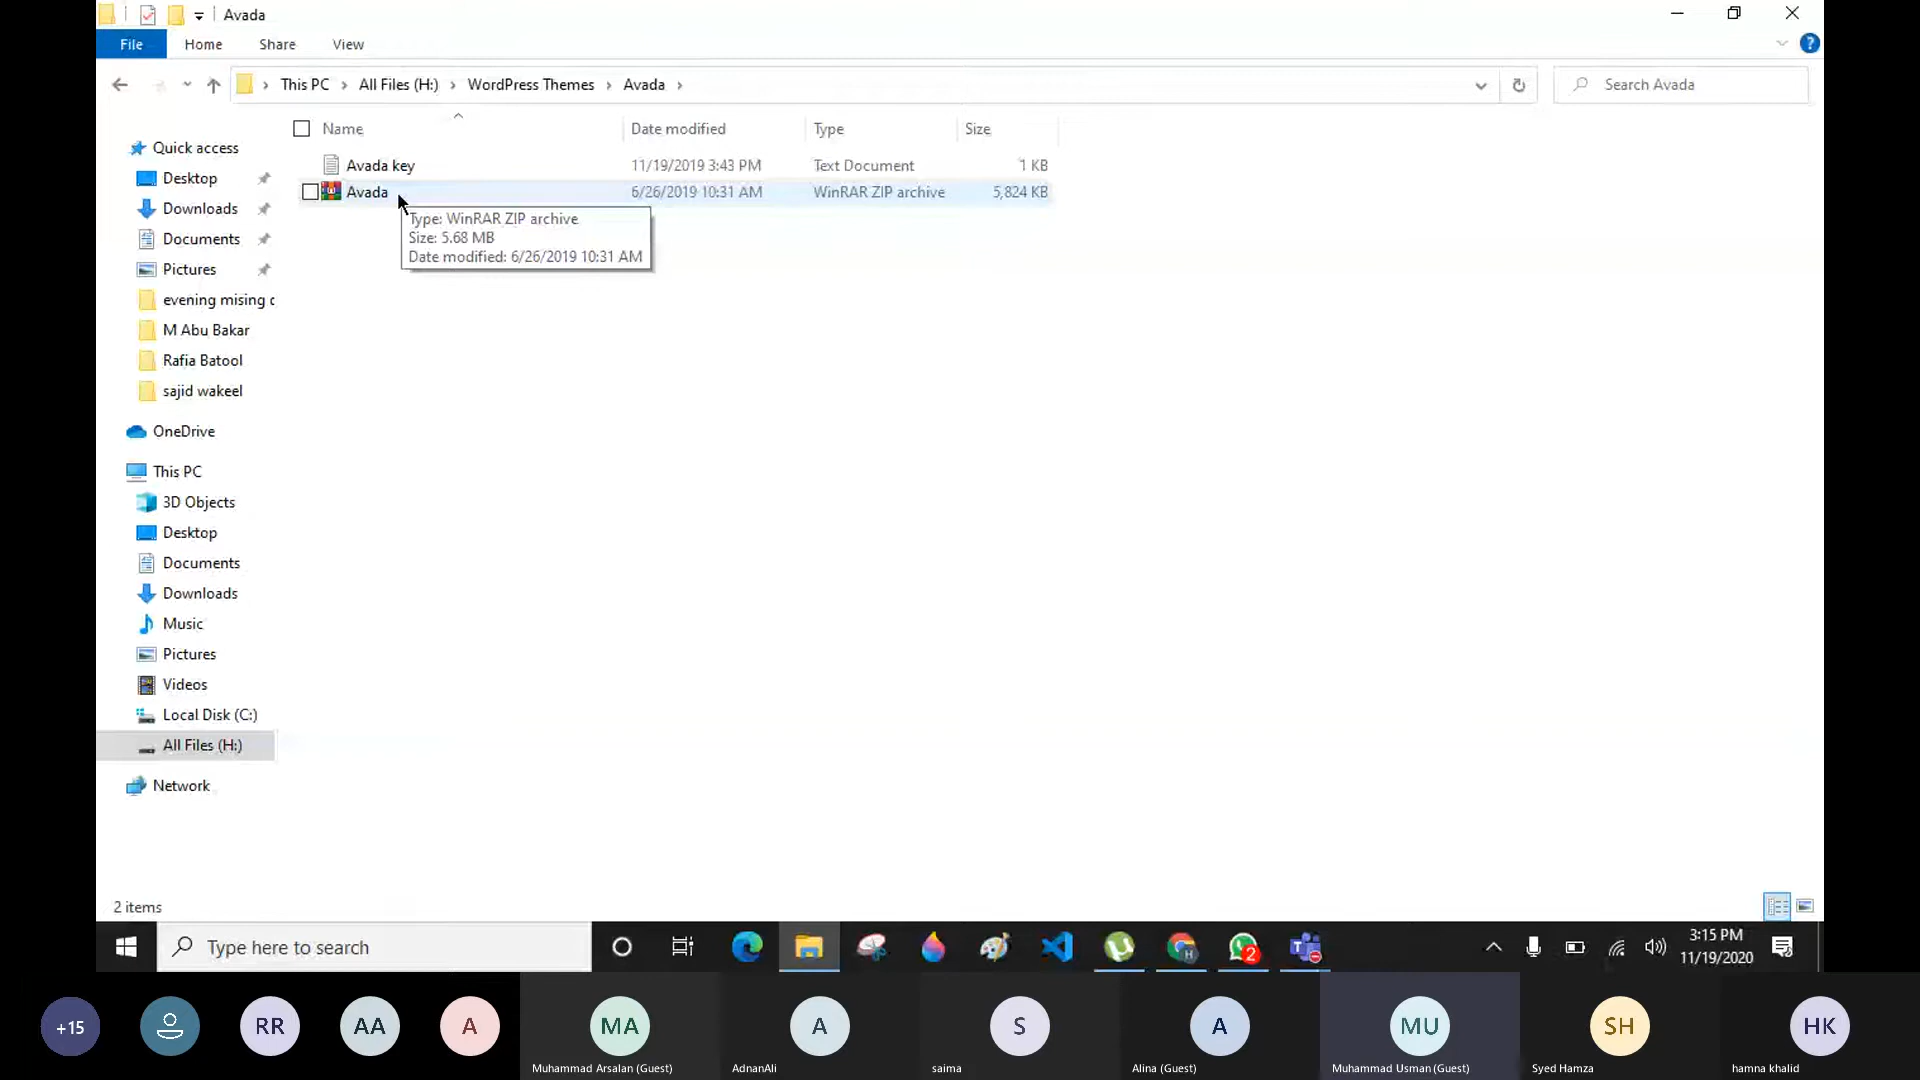 Avada
File Home Share View
This PC > All Files (H:) > WordPress Themes > Avada >
Search Avada
Name Date modified Type Size
Avada key 11/19/2019 3:43 PM Text Document 1 KB
Avada 6/26/2019 10:31 AM WinRAR ZIP archive 5,824 KB
Type: WinRAR ZIP archive
Size: 5.68 MB
Date modified: 6/26/2019 10:31 AM
Quick access
Desktop
Downloads
Documents
Pictures
evening mising c
M Abu Bakar
Rafia Batool
sajid wakeel
OneDrive
This PC
3D Objects
Desktop
Documents
Downloads
Music
Pictures
Videos
Local Disk (C:)
All Files (H:)
Network
2 items
Type here to search
2
3:15 PM
11/19/2020
+15
RR
AA
A
MA
A
S
A
MU
SH
HK
Muhammad Arsalan (Guest)
AdnanAli
saima
Alina (Guest)
Muhammad Usman (Guest)
Syed Hamza
hamna khalid